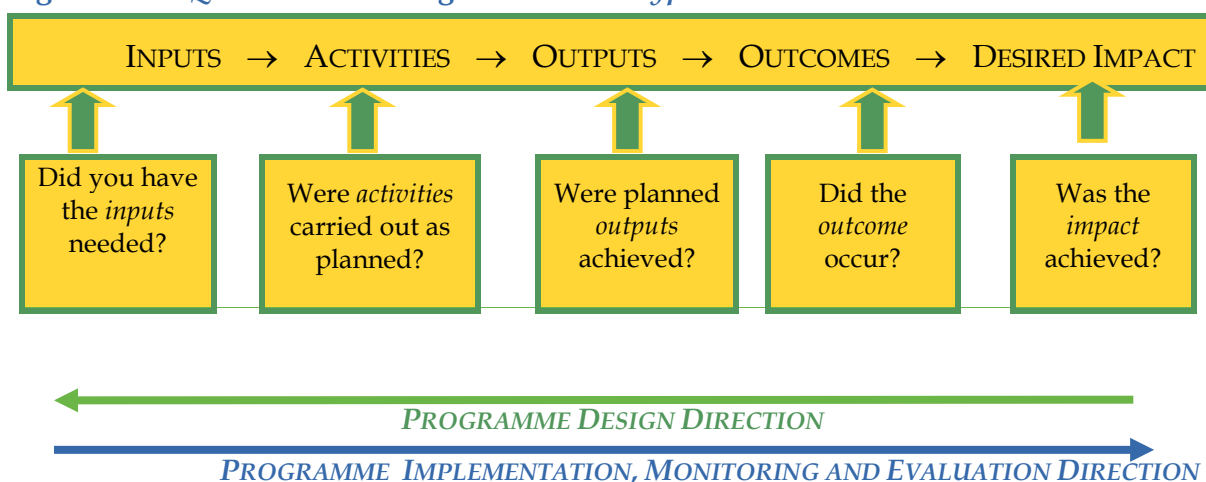 INPUTS → ACTIVITIES → OUTPUTS → OUTCOMES → DESIRED IMPACT
Did you have
the inputs
needed?
Were activities
carried out as
planned?
Were planned
outputs
achieved?
Did the
outcome
occur?
Was the
impact
achieved?
PROGRAMME DESIGN DIRECTION
PROGRAMME IMPLEMENTATION, MONITORING AND EVALUATION DIRECTION